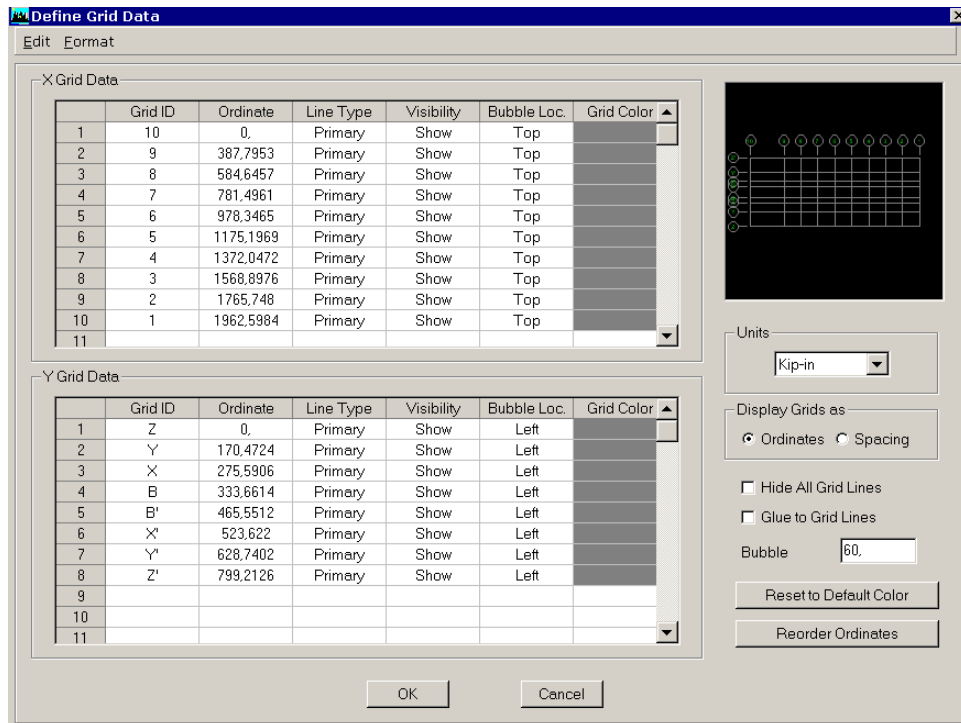 Define Grid Data
Edit Format
X Grid Data
Grid ID Ordinate Line Type Visibility Bubble Loc. Grid Color
1 10 0, Primary Show Top
2 9 387,7953 Primary Show Top
3 8 584,6457 Primary Show Top
4 7 781,4961 Primary Show Top
5 6 978,3465 Primary Show Top
6 5 1175,1969 Primary Show Top
7 4 1372,0472 Primary Show Top
8 3 1568,8976 Primary Show Top
9 2 1765,748 Primary Show Top
10 1 1962,5984 Primary Show Top
11
Y Grid Data
Grid ID Ordinate Line Type Visibility Bubble Loc. Grid Color
1 Z 0, Primary Show Left
2 Y 170,4724 Primary Show Left
3 X 275,5906 Primary Show Left
4 B 333,6614 Primary Show Left
5 B' 465,5512 Primary Show Left
6 X' 523,622 Primary Show Left
7 Y' 628,7402 Primary Show Left
8 Z' 799,2126 Primary Show Left
9
10
11
Units
Kip-in
Display Grids as
Ordinates Spacing
Hide All Grid Lines
Glue to Grid Lines
Bubble 60,
Reset to Default Color
Reorder Ordinates
OK Cancel